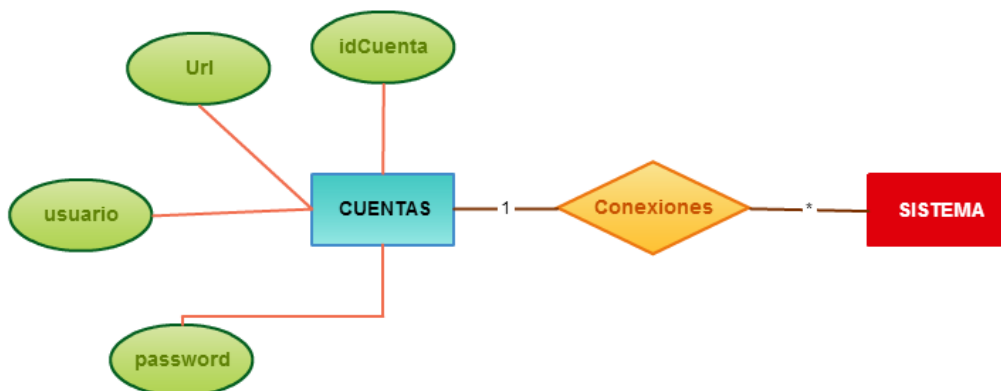 idCuenta
Url
usuario
CUENTAS
1
Conexiones
*
SISTEMA
password